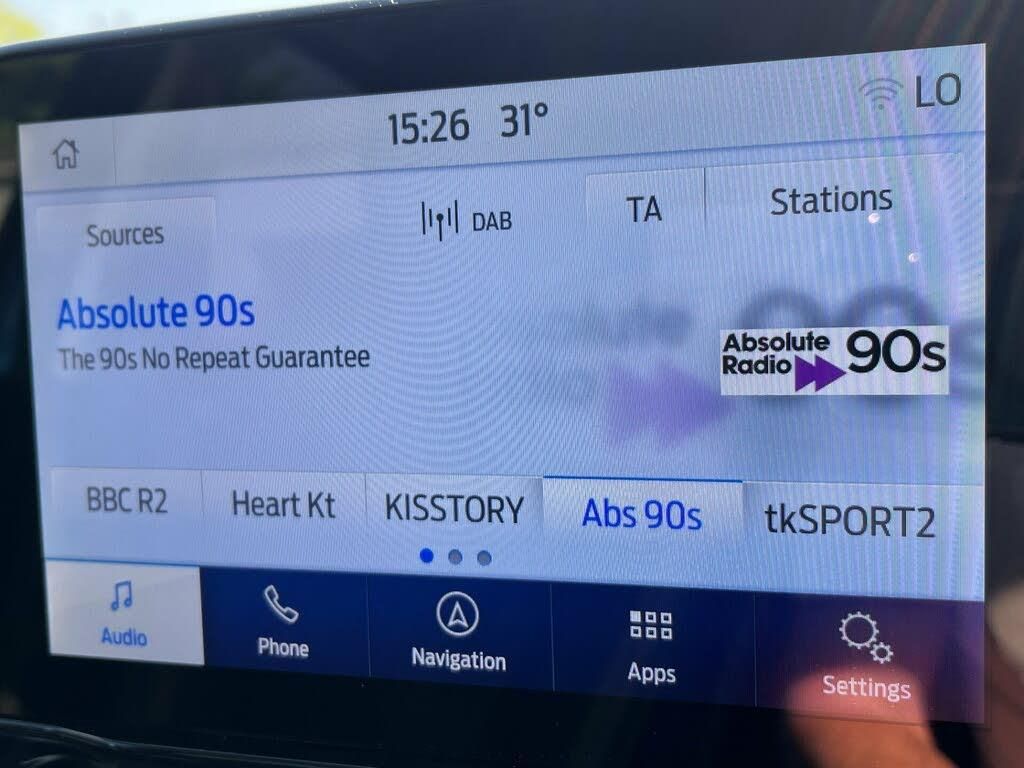 15:26 31° LO
Sources DAB TA Stations
Absolute 90s
The 90s No Repeat Guarantee
Absolute
Radio 90s
BBC R2 Heart Kt KISSTORY Abs 90s tkSPORT2
Audio Phone Navigation Apps Settings